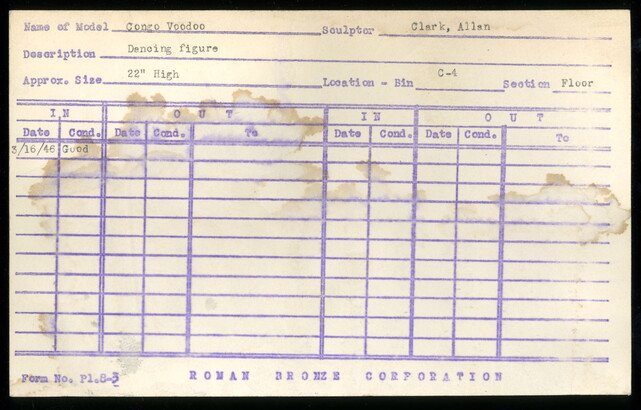 Name of Model Congo Voodoo Sculptor Clark, Allan
Description Dancing figure
Approx. Size 22" High Location - Bin C-4 Section Floor
IN OUT IN OUT
Date Cond. Date Cond. To Date Cond. Date Cond. To
3/16/46 Good
Form No. Pl.8-3 ROMAN BRONZE CORPORATION